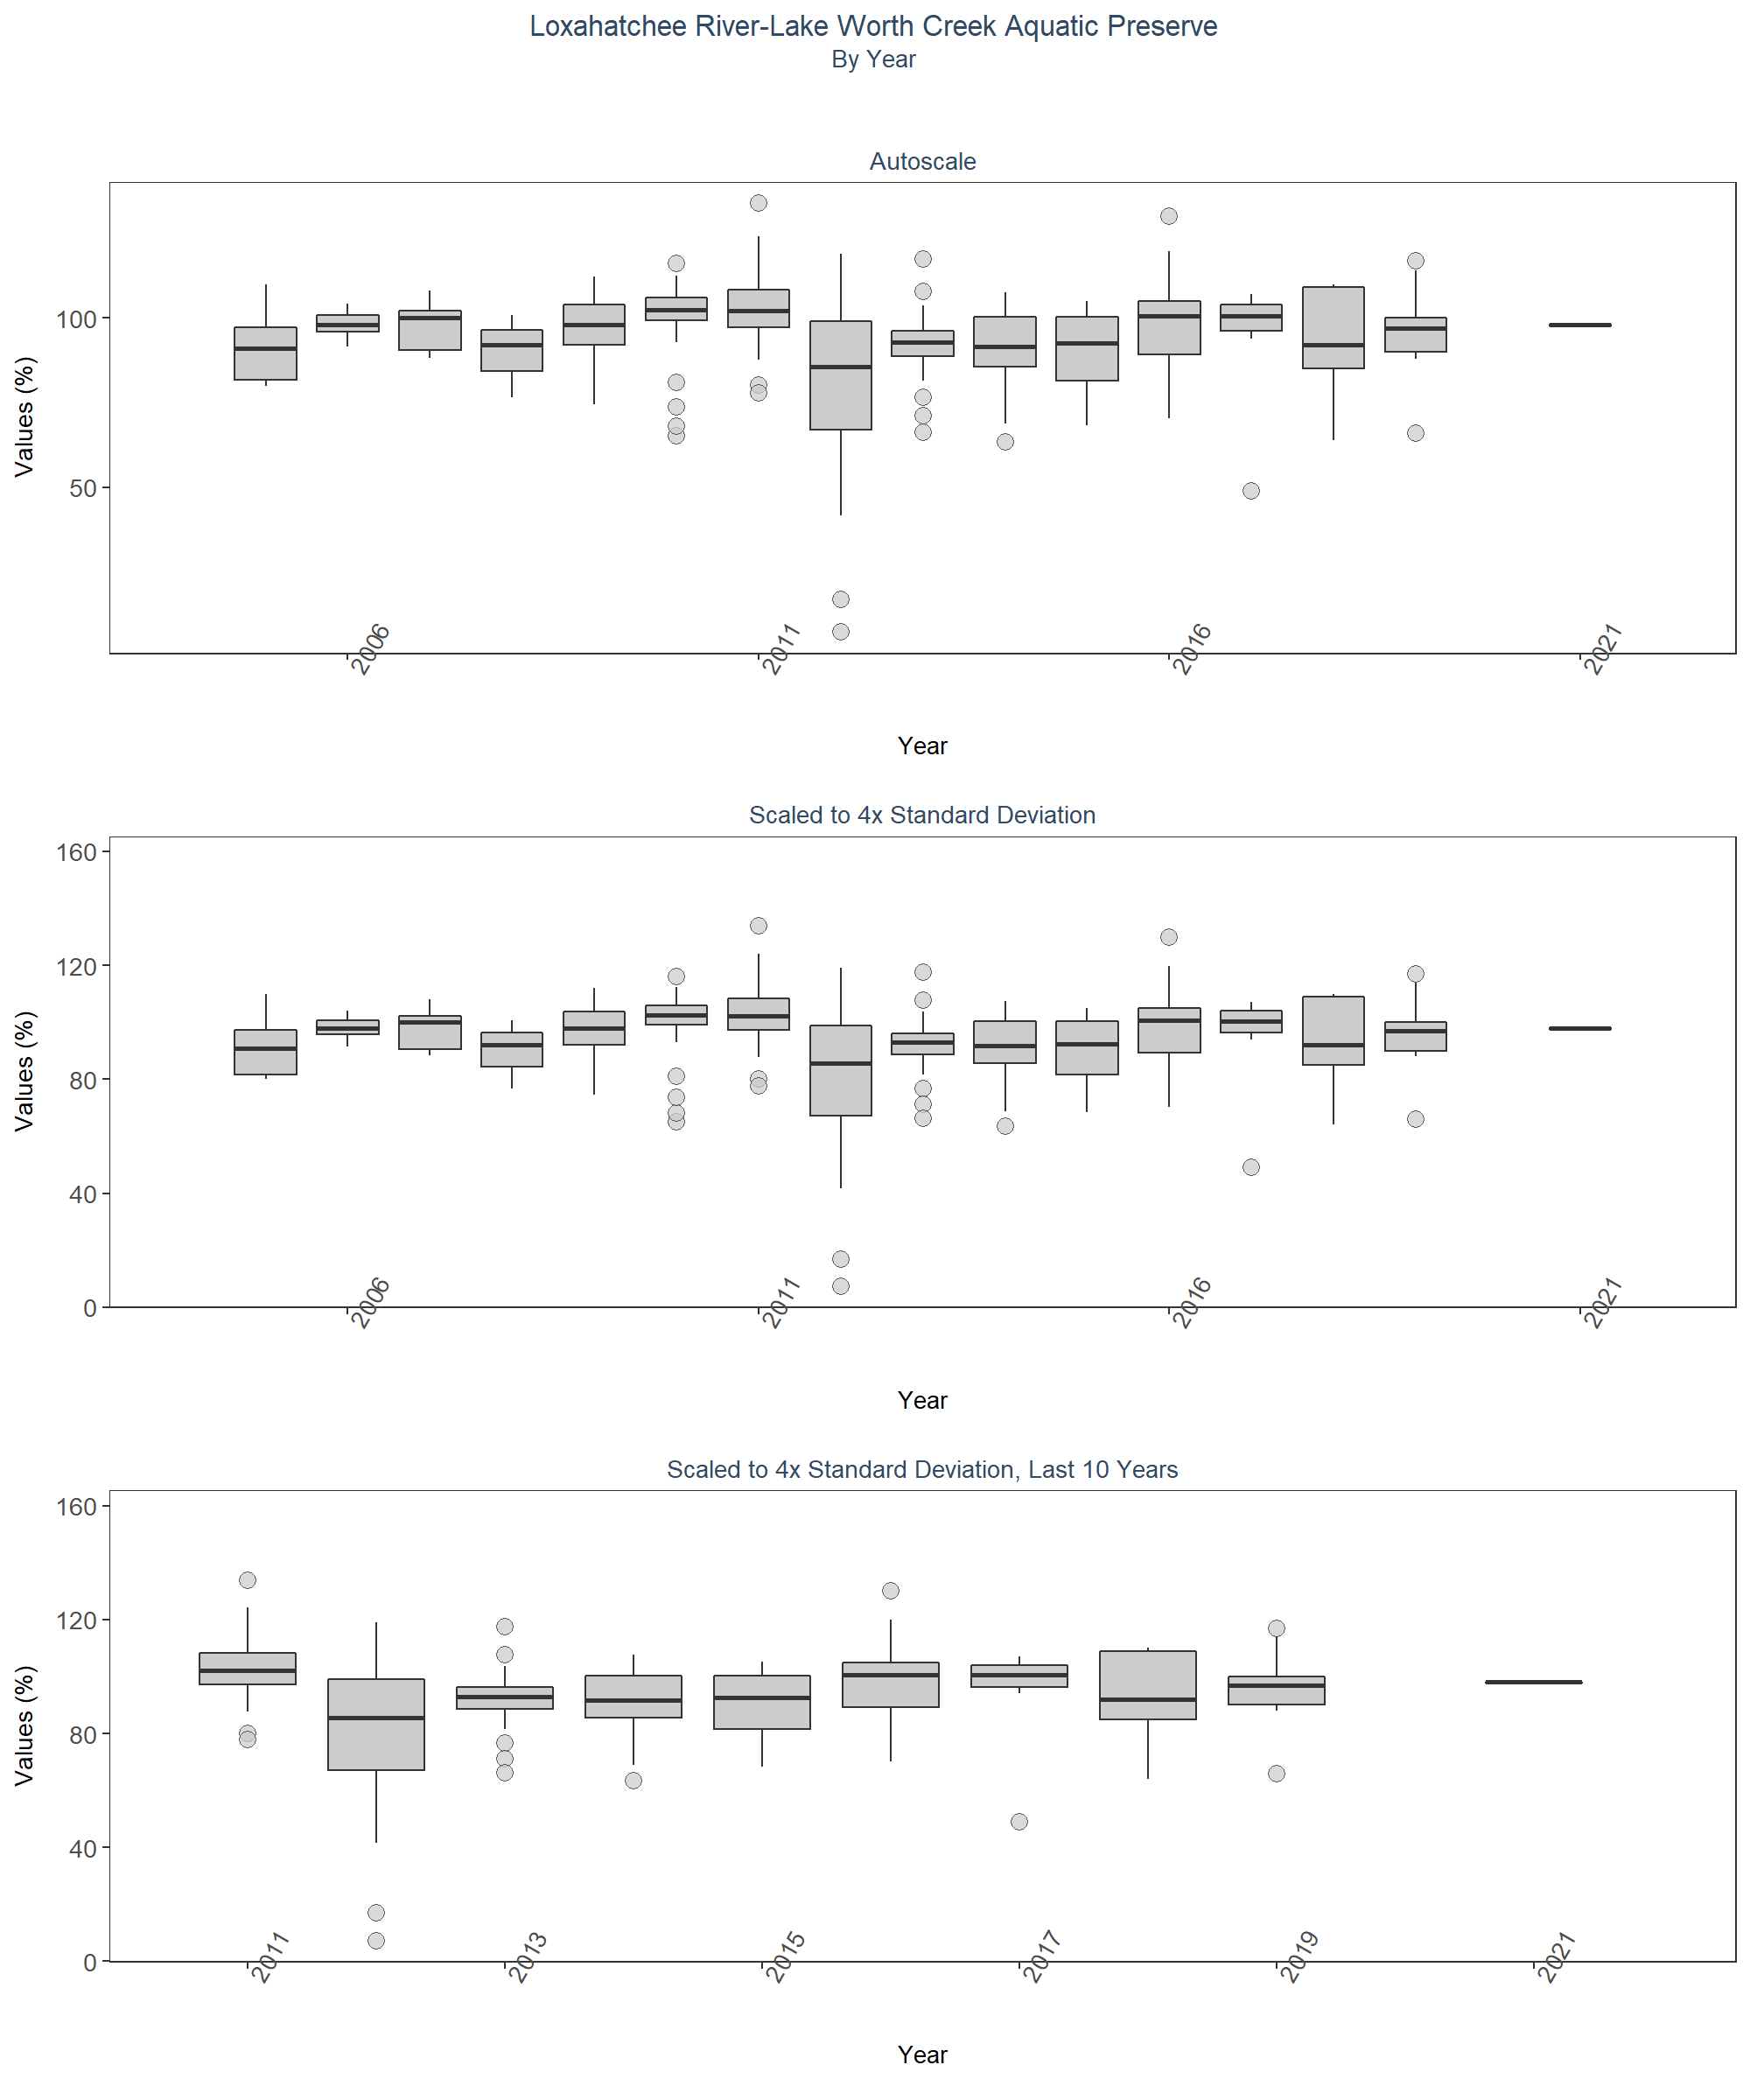 Loxahatchee River-Lake Worth Creek Aquatic Preserve
By Year
Autoscale
Values (%)
100
50
2006
2011
2016
2021
Year
Scaled to 4x Standard Deviation
Values (%)
160
120
80
40
0
2006
2011
2016
2021
Year
Scaled to 4x Standard Deviation, Last 10 Years
Values (%)
160
120
80
40
0
2011
2013
2015
2017
2019
2021
Year